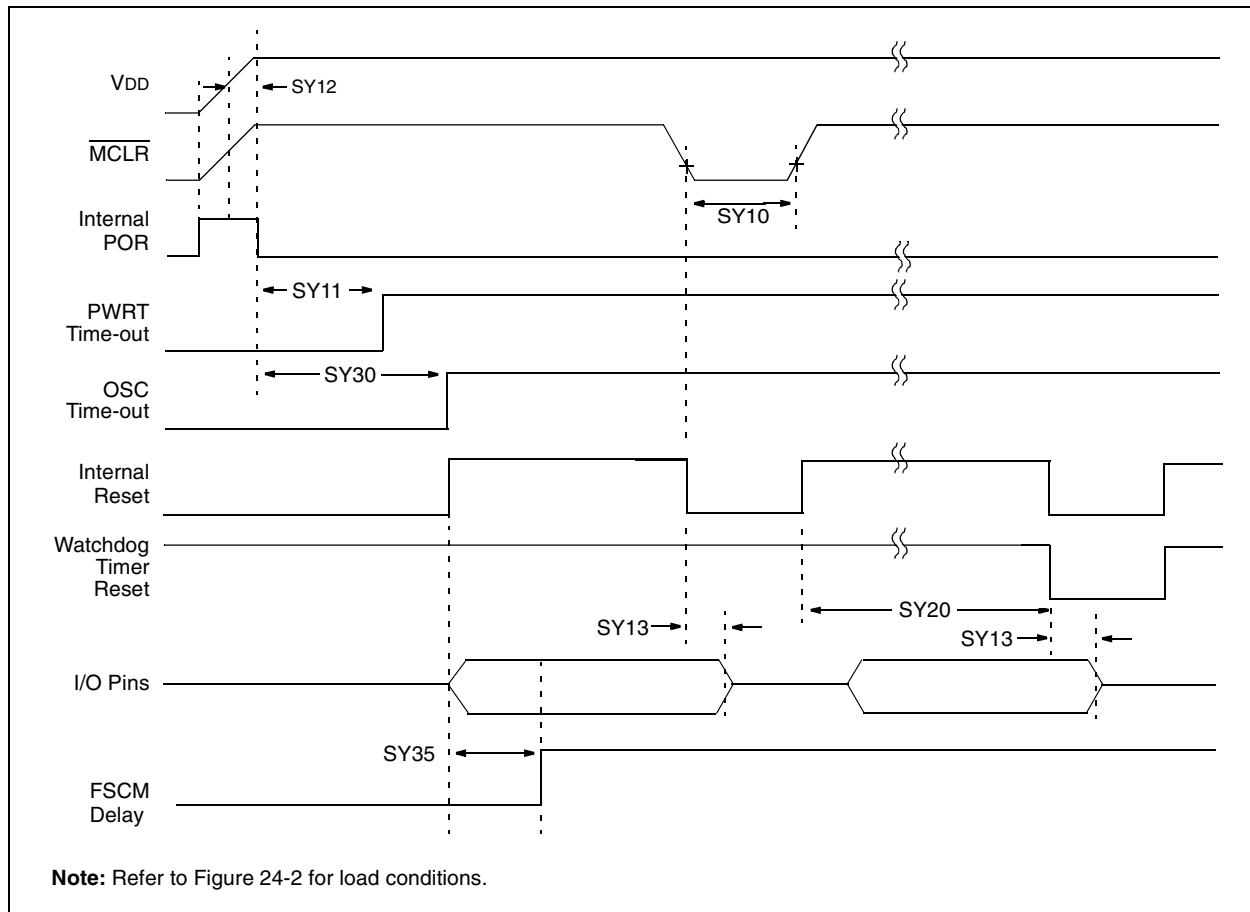 VDD
SY12
MCLR
SY10
Internal
POR
SY11
PWRT
Time-out
SY30
OSC
Time-out
Internal
Reset
Watchdog
Timer
Reset
SY20
SY13
SY13
I/O Pins
SY35
FSCM
Delay
Note: Refer to Figure 24-2 for load conditions.